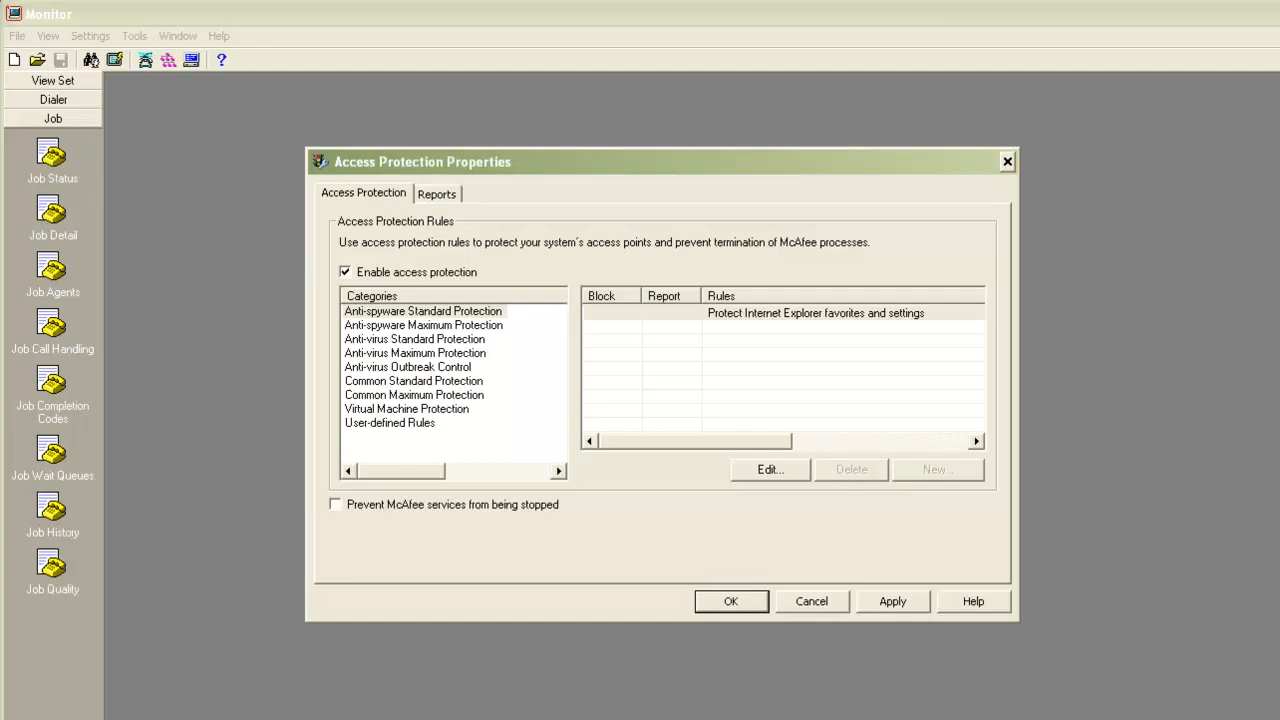 Monitor
File View Settings Tools Window Help
View Set
Dialer
Job
Job Status
Job Detail
Job Agents
Job Call Handling
Job Completion
Codes
Job Wait Queues
Job History
Job Quality
Access Protection Properties
Access Protection Reports
Access Protection Rules
Use access protection rules to protect your system's access points and prevent termination of McAfee processes.
Enable access protection
Categories
Anti-spyware Standard Protection
Anti-spyware Maximum Protection
Anti-virus Standard Protection
Anti-virus Maximum Protection
Anti-virus Outbreak Control
Common Standard Protection
Common Maximum Protection
Virtual Machine Protection
User-defined Rules
Block Report Rules
Protect Internet Explorer favorites and settings
Edit... Delete New...
Prevent McAfee services from being stopped
OK Cancel Apply Help